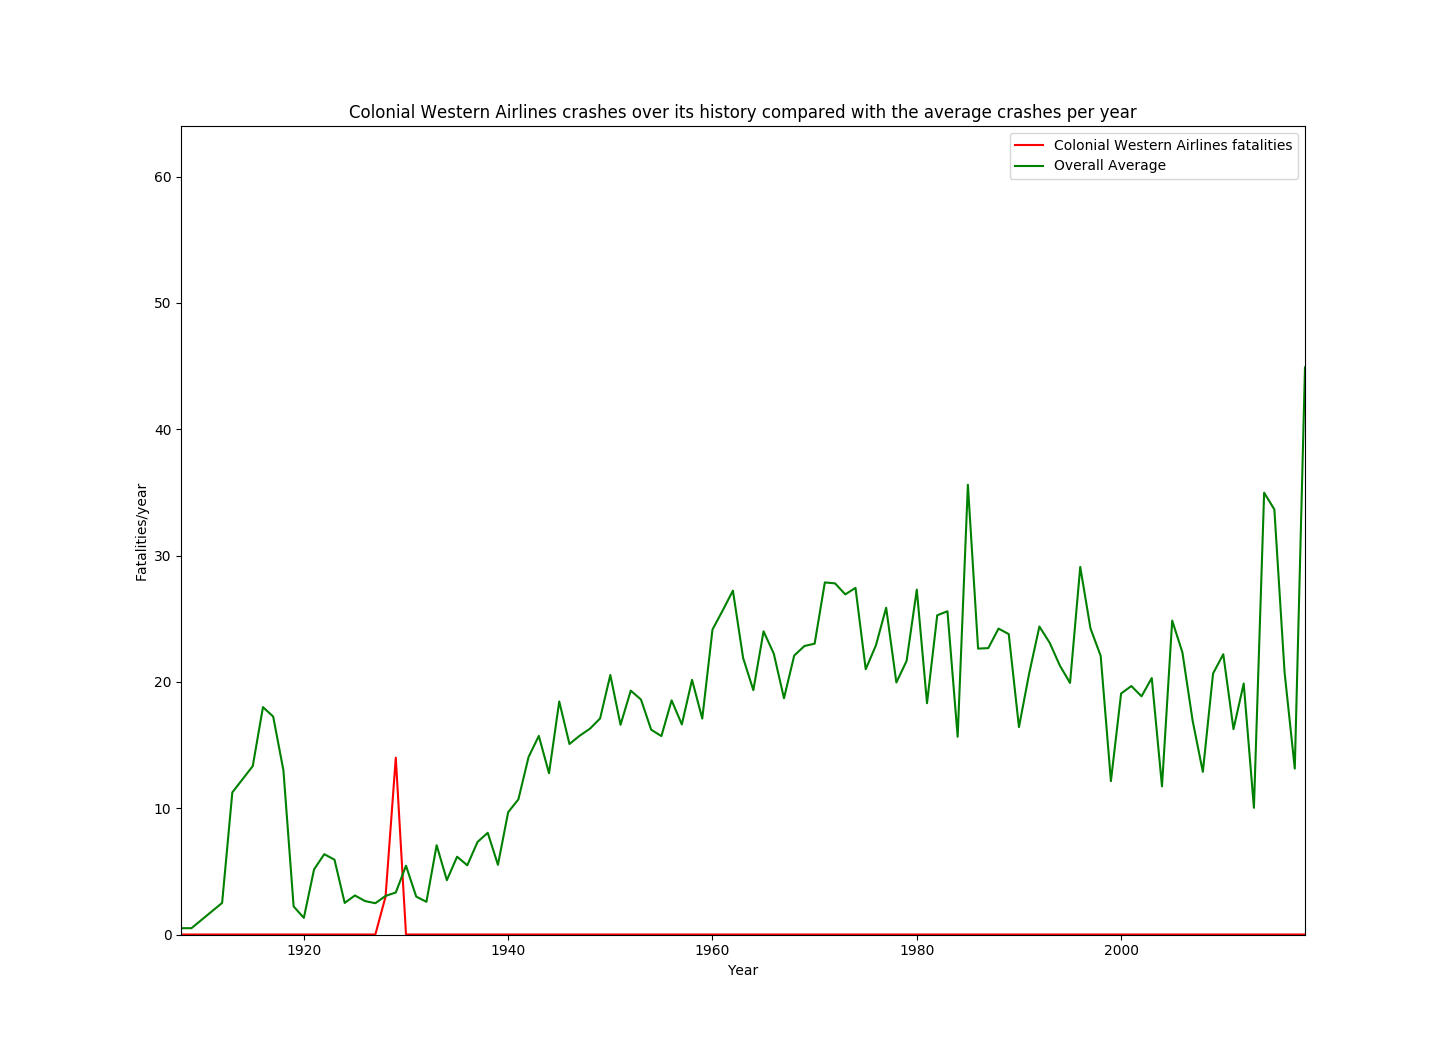 Colonial Western Airlines crashes over its history compared with the average crashes per year
Colonial Western Airlines fatalities
Overall Average
60
50
40
30
20
10
0
Fatalities/year
1920 1940 1960 1980 2000
Year